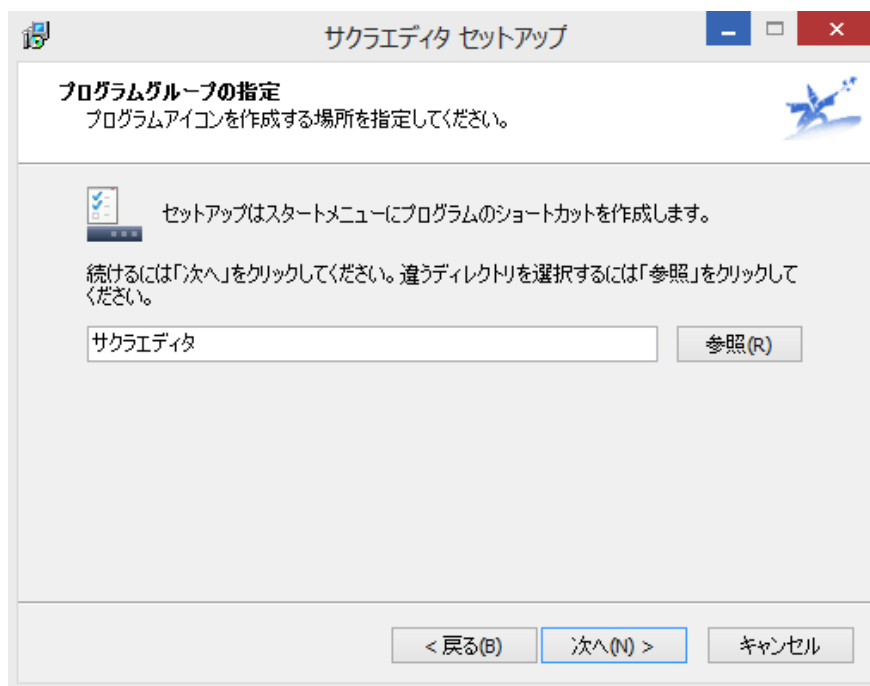 サクラエディタ セットアップ
プログラムグループの指定
プログラムアイコンを作成する場所を指定してください。
セットアップはスタートメニューにプログラムのショートカットを作成します。
続けるには「次へ」をクリックしてください。違うディレクトリを選択するには「参照」をクリックして
ください。
サクラエディタ
参照(R)
< 戻る(B)
次へ(N) >
キャンセル